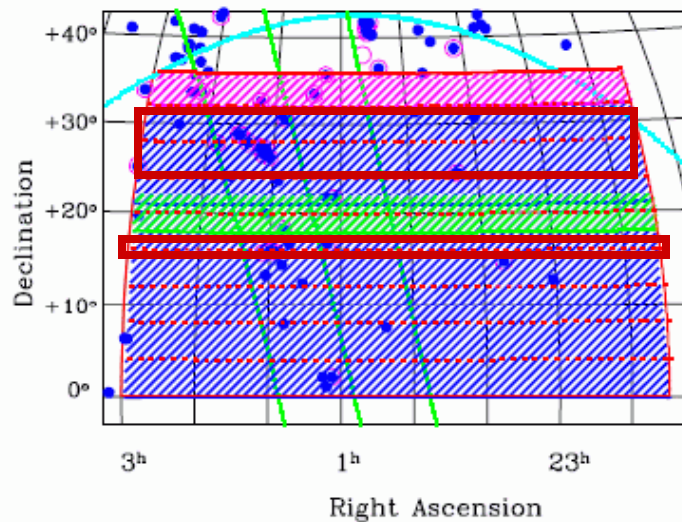 +40°
+30°
+20°
+10°
0°
Declination
3ʰ 1ʰ 23ʰ
Right Ascension